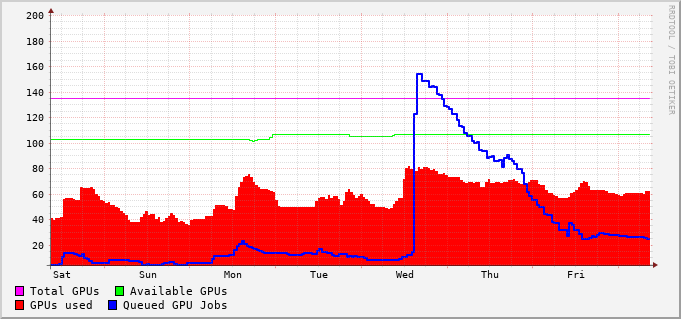 200
180
160
140
120
100
80
60
40
20
Sat Sun Mon Tue Wed Thu Fri
Total GPUs Available GPUs
GPUs used Queued GPU Jobs
RRDTOOL / TOBI OETIKER